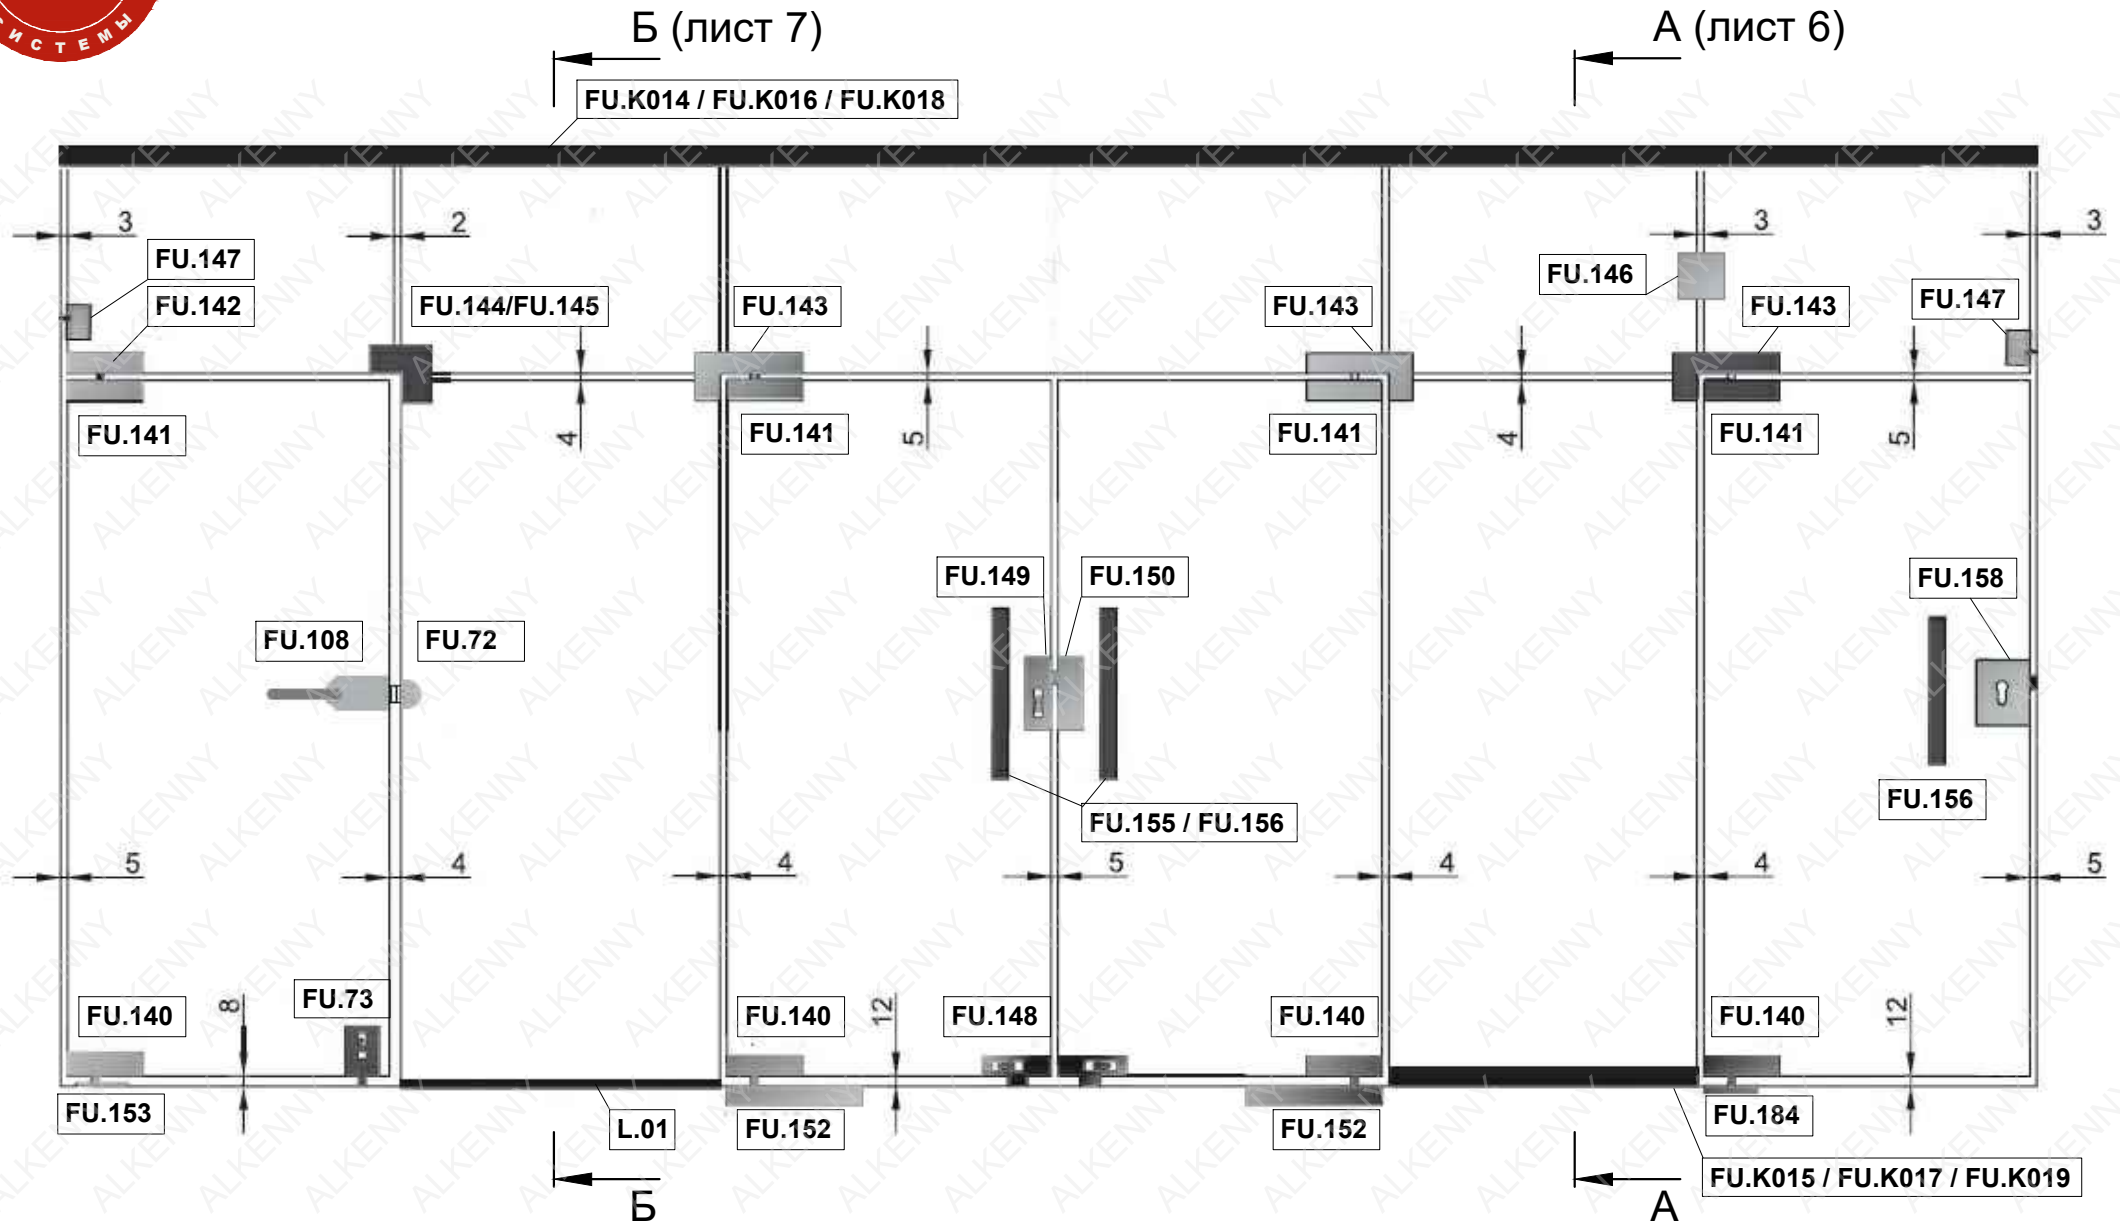 СИСТЕМЫ
Б (лист 7)
А (лист 6)
FU.K014 / FU.K016 / FU.K018
3
2
3
3
FU.147
FU.142
FU.144/FU.145
FU.143
FU.143
FU.146
FU.143
FU.147
FU.141
4
FU.141
5
FU.141
4
FU.141
5
FU.149
FU.150
FU.158
FU.108
FU.72
FU.156
FU.155 / FU.156
5
4
4
5
4
4
5
FU.140
8
FU.73
FU.140
12
FU.148
FU.140
FU.140
12
FU.153
L.01
FU.152
FU.152
FU.184
FU.K015 / FU.K017 / FU.K019
Б
А
ALKENNY